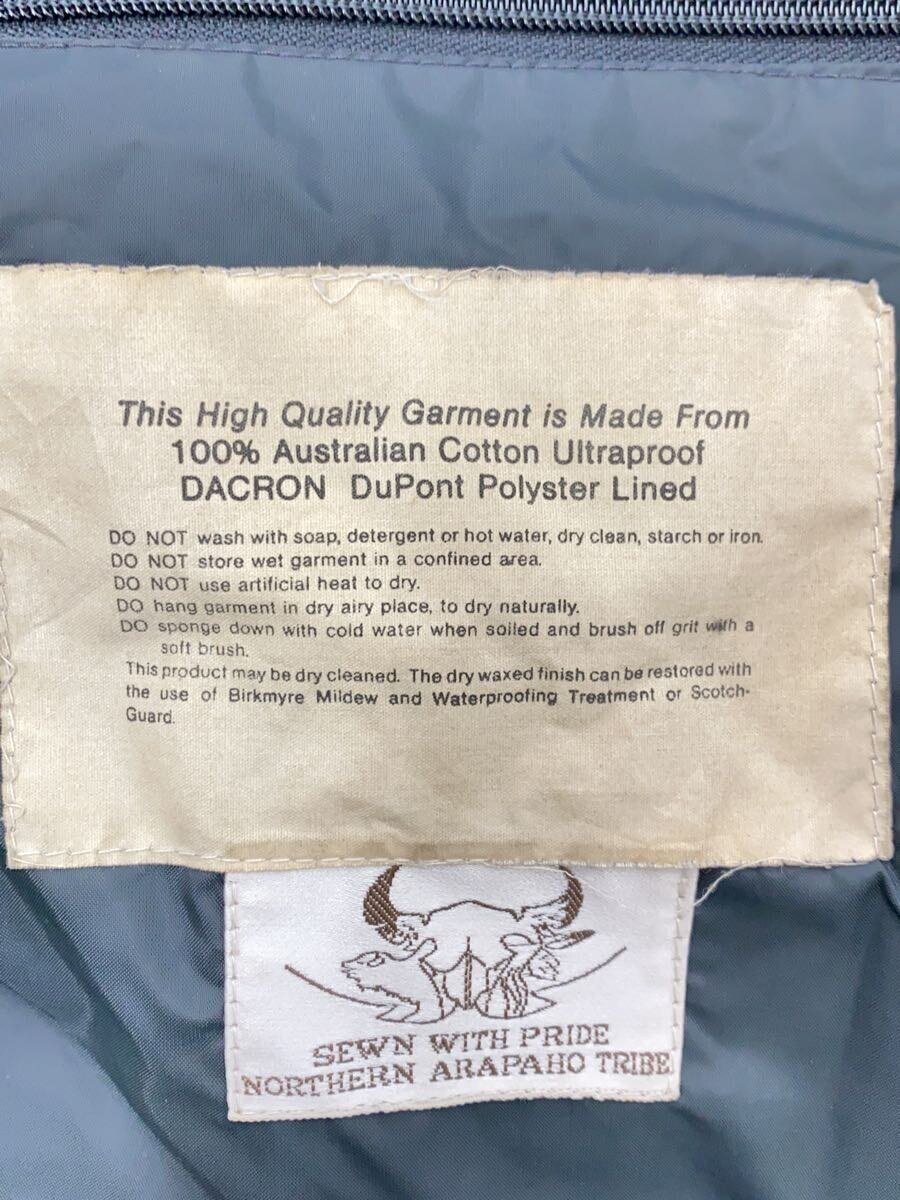 This High Quality Garment is Made From
100% Australian Cotton Ultraproof
DACRON DuPont Polyster Lined
DO NOT wash with soap, detergent or hot water, dry clean, starch or iron.
DO NOT store wet garment in a confined area.
DO NOT use artificial heat to dry.
DO hang garment in dry airy place, to dry naturally.
DO sponge down with cold water when soiled and brush off grit with a
soft brush.
This product may be dry cleaned. The dry waxed finish can be restored with
the use of Birkmyre Mildew and Waterproofing Treatment or Scotch-
Guard.
SEWN WITH PRIDE
NORTHERN ARAPAHO TRIBE